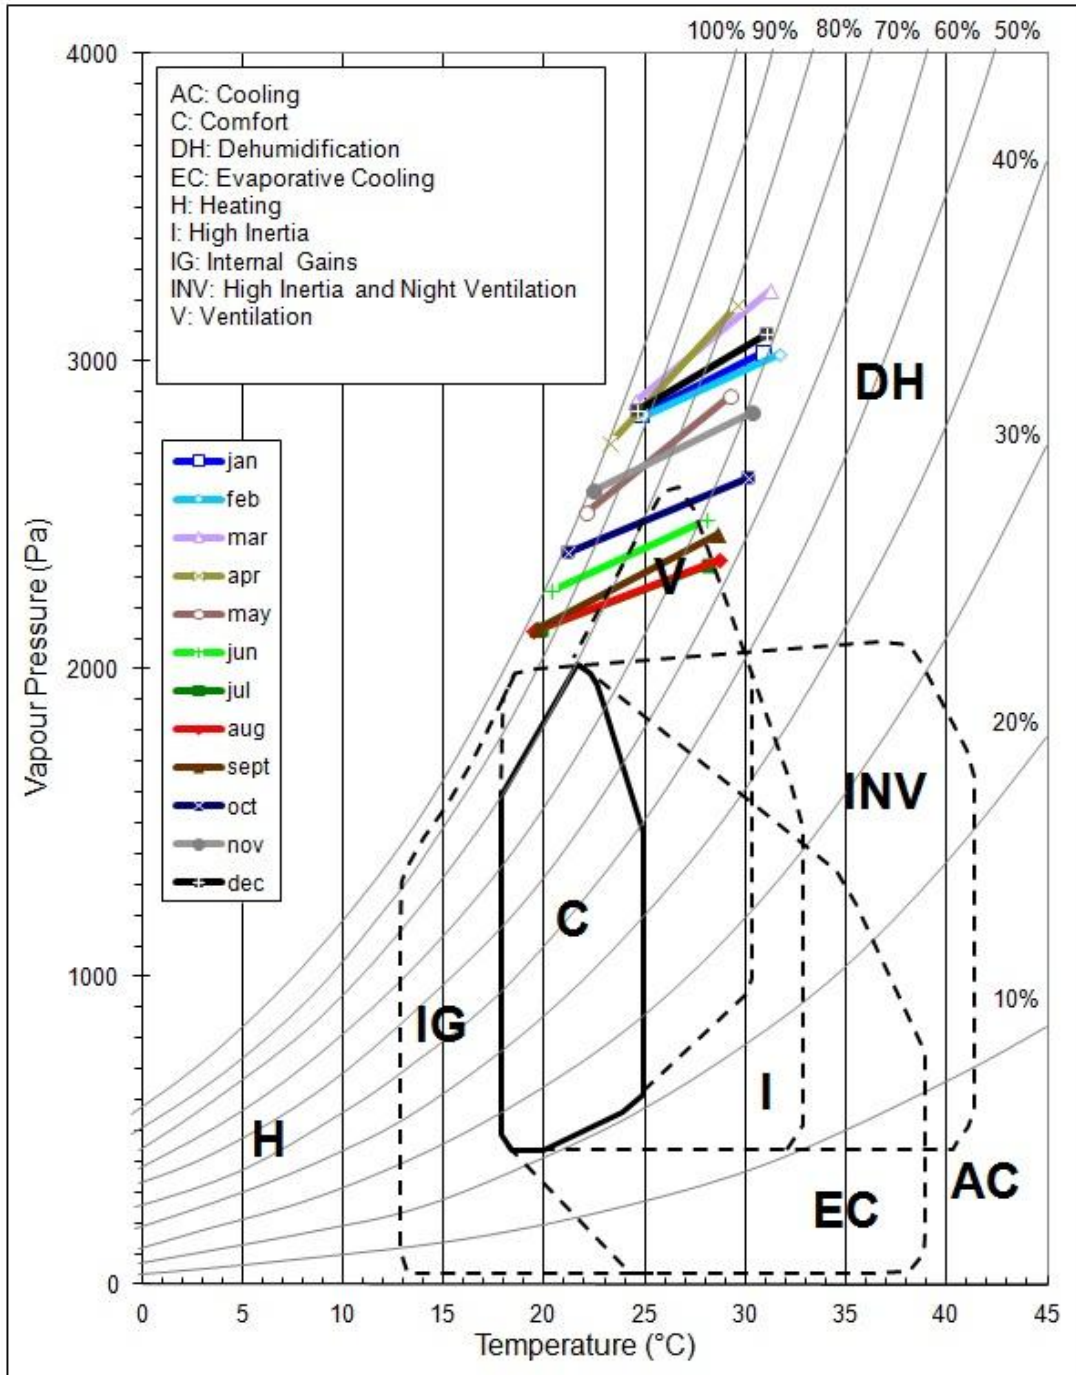 100% 90% 80% 70% 60% 50%
4000
AC: Cooling
C: Comfort
DH: Dehumidification
EC: Evaporative Cooling
H: Heating
I: High Inertia
IG: Internal Gains
INV: High Inertia and Night Ventilation
V: Ventilation
40%
3000
DH
30%
jan
feb
mar
apr
may
jun
jul
aug
sept
oct
nov
dec
V
2000
20%
INV
Vapour Pressure (Pa)
C
1000
10%
IG
I
H
AC
EC
0
0 5 10 15 20 25 30 35 40 45
Temperature (°C)